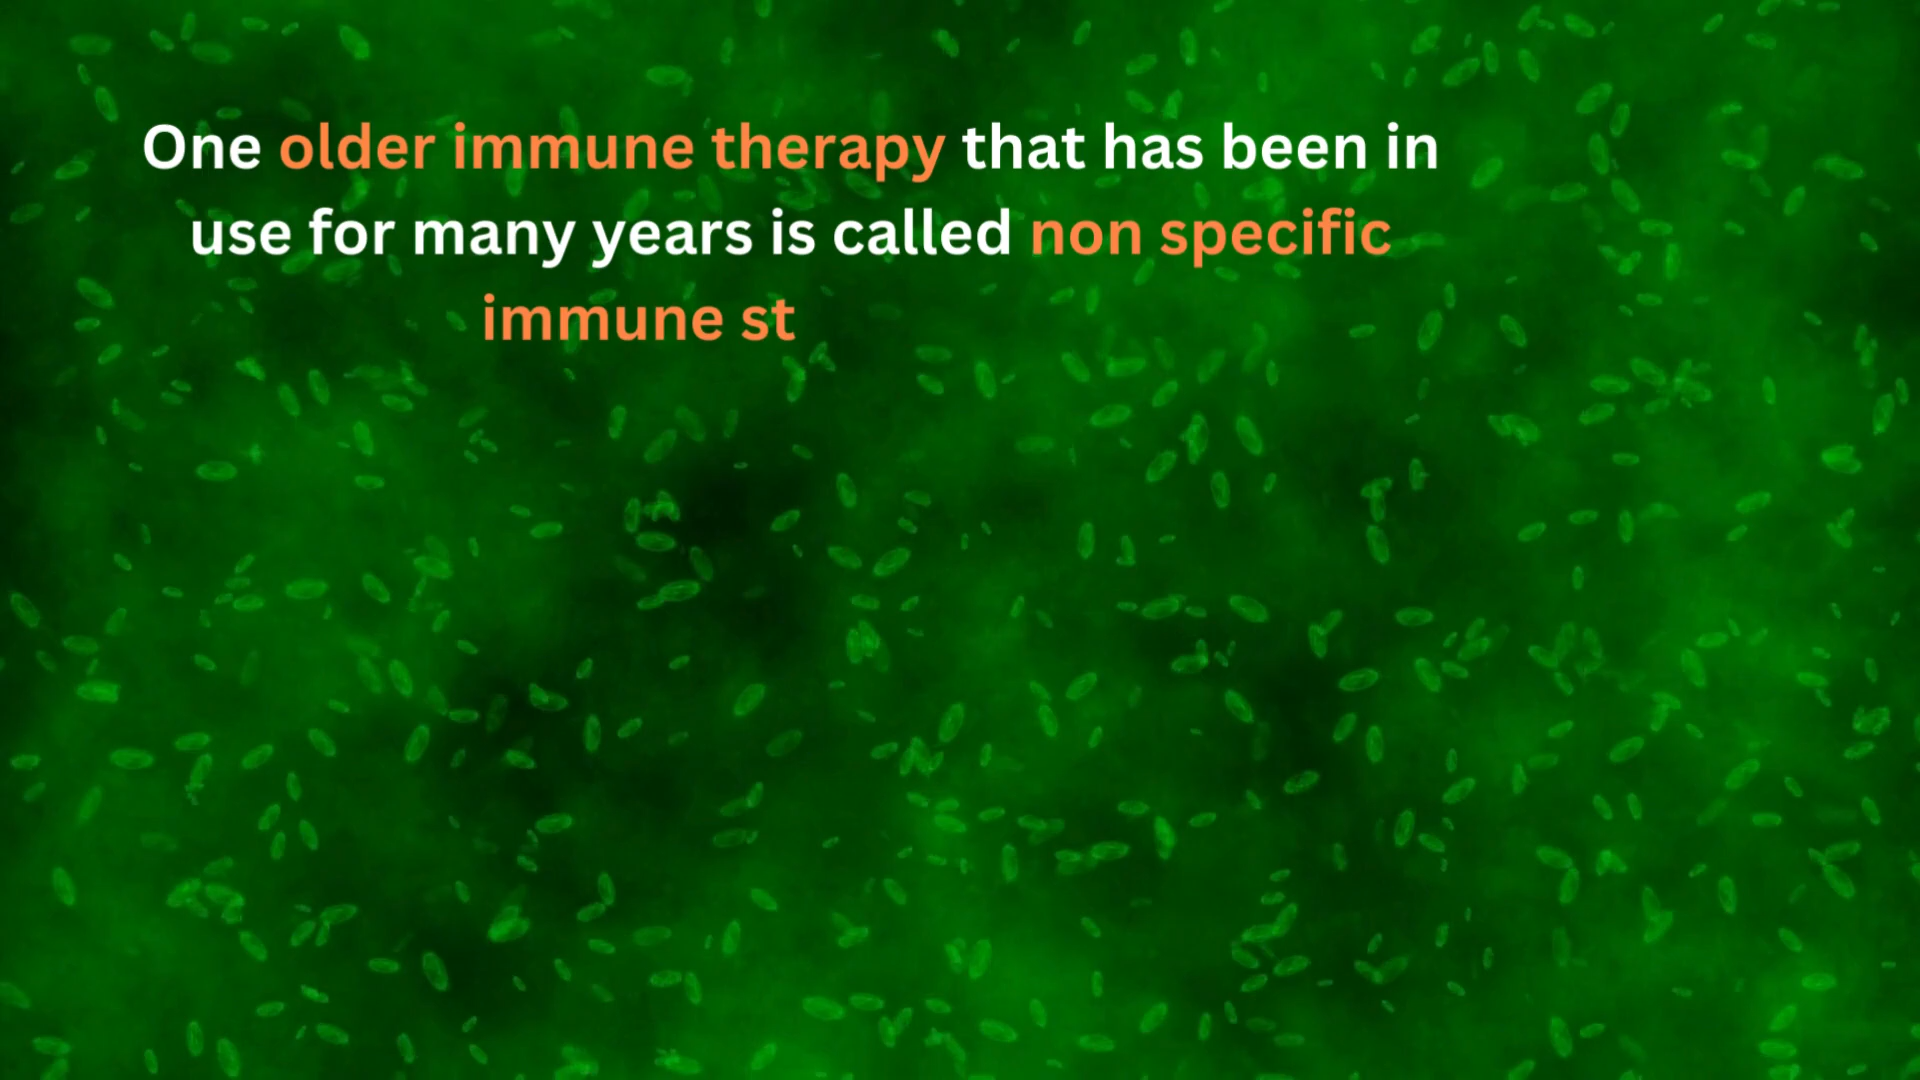 One older immune therapy that has been in
use for many years is called non specific
immune st